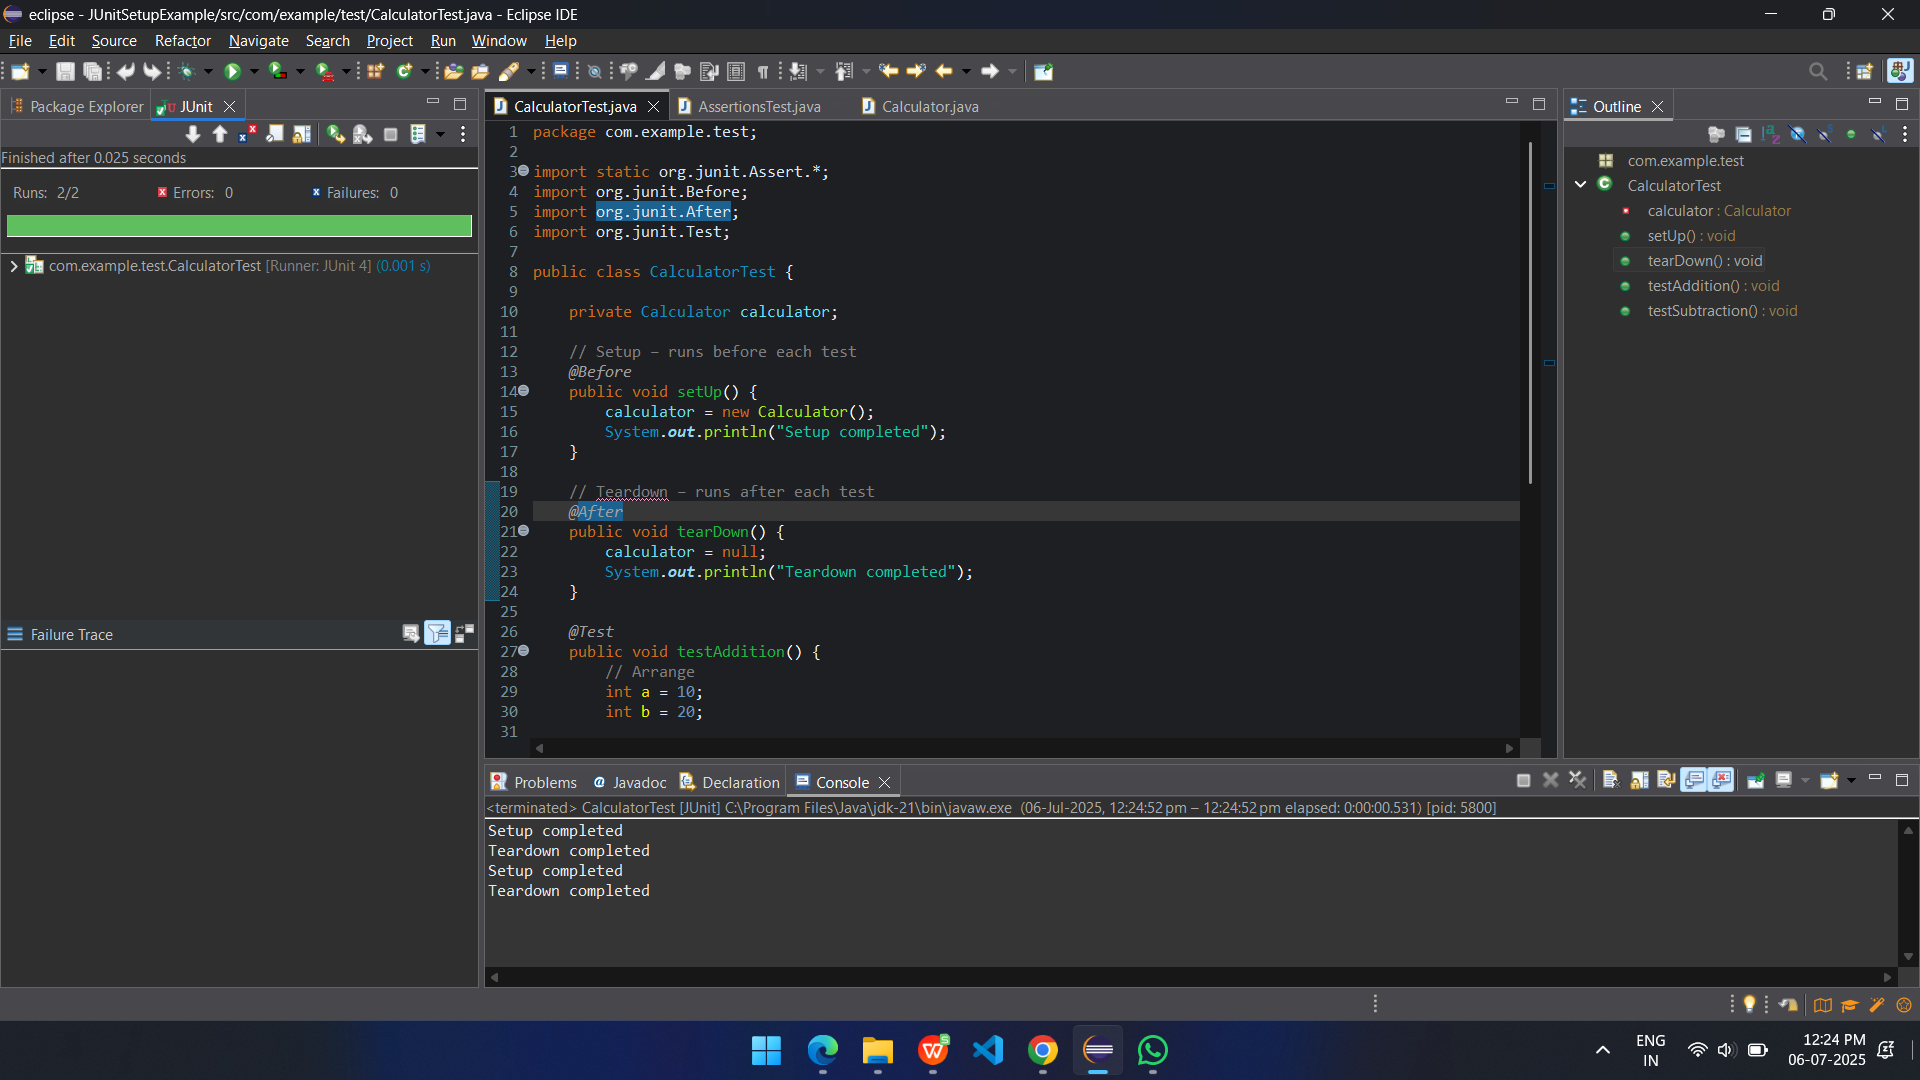 eclipse - JUnitSetupExample/src/com/example/test/CalculatorTest.java - Eclipse IDE
File Edit Source Refactor Navigate Search Project Run Window Help
Package Explorer JUnit
Finished after 0.025 seconds
Runs: 2/2 Errors: 0 Failures: 0
com.example.test.CalculatorTest [Runner: JUnit 4] (0.001 s)
Failure Trace
CalculatorTest.java AssertionsTest.java Calculator.java
1 package com.example.test;
2
3 import static org.junit.Assert.*;
4 import org.junit.Before;
5 import org.junit.After;
6 import org.junit.Test;
7
8 public class CalculatorTest {
9
10 private Calculator calculator;
11
12 // Setup – runs before each test
13 @Before
14 public void setUp() {
15 calculator = new Calculator();
16 System.out.println("Setup completed");
17 }
18
19 // Teardown – runs after each test
20 @After
21 public void tearDown() {
22 calculator = null;
23 System.out.println("Teardown completed");
24 }
25
26 @Test
27 public void testAddition() {
28 // Arrange
29 int a = 10;
30 int b = 20;
31
Outline
com.example.test
CalculatorTest
calculator : Calculator
setUp() : void
tearDown() : void
testAddition() : void
testSubtraction() : void
Problems Javadoc Declaration Console
<terminated> CalculatorTest [JUnit] C:\Program Files\Java\jdk-21\bin\javaw.exe (06-Jul-2025, 12:24:52 pm – 12:24:52 pm elapsed: 0:00:00.531) [pid: 5800]
Setup completed
Teardown completed
Setup completed
Teardown completed
ENG
IN
12:24 PM
06-07-2025